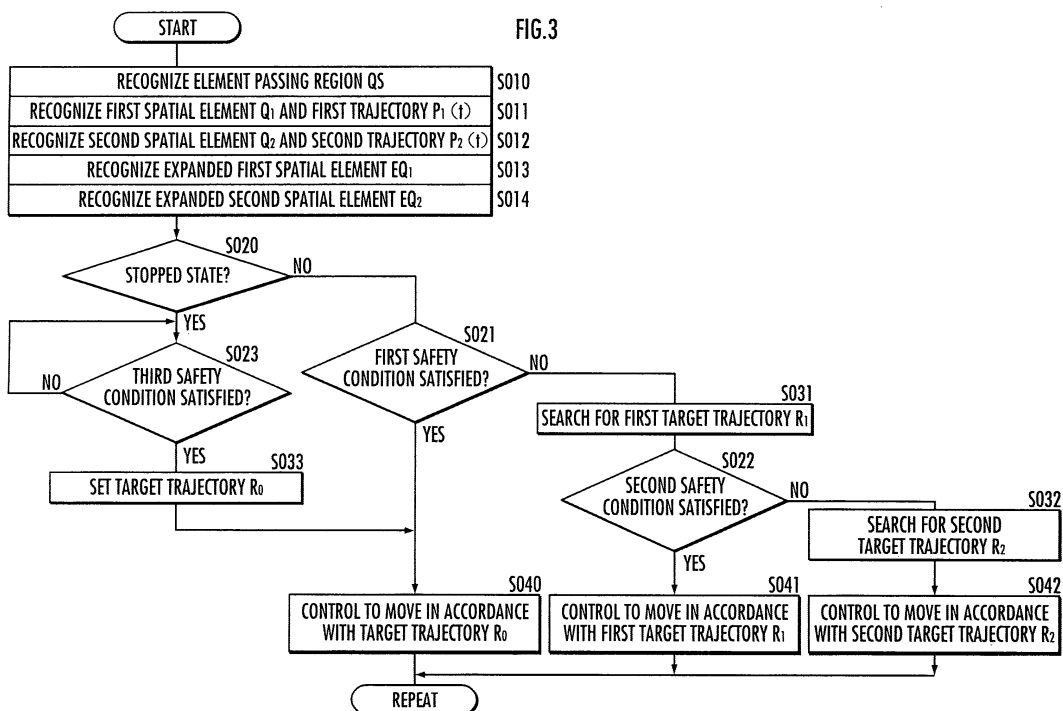 FIG.3
START
RECOGNIZE ELEMENT PASSING REGION QS
S010
RECOGNIZE FIRST SPATIAL ELEMENT Q₁ AND FIRST TRAJECTORY P₁ (t)
S011
RECOGNIZE SECOND SPATIAL ELEMENT Q₂ AND SECOND TRAJECTORY P₂ (t)
S012
RECOGNIZE EXPANDED FIRST SPATIAL ELEMENT EQ₁
S013
RECOGNIZE EXPANDED SECOND SPATIAL ELEMENT EQ₂
S014
S020
STOPPED STATE?
NO
YES
S023
THIRD SAFETY
CONDITION SATISFIED?
NO
YES
S033
SET TARGET TRAJECTORY R₀
S021
FIRST SAFETY
CONDITION SATISFIED?
NO
YES
S031
SEARCH FOR FIRST TARGET TRAJECTORY R₁
S022
SECOND SAFETY
CONDITION SATISFIED?
NO
YES
S032
SEARCH FOR SECOND
TARGET TRAJECTORY R₂
S040
CONTROL TO MOVE IN ACCORDANCE
WITH TARGET TRAJECTORY R₀
S041
CONTROL TO MOVE IN ACCORDANCE
WITH FIRST TARGET TRAJECTORY R₁
S042
CONTROL TO MOVE IN ACCORDANCE
WITH SECOND TARGET TRAJECTORY R₂
REPEAT